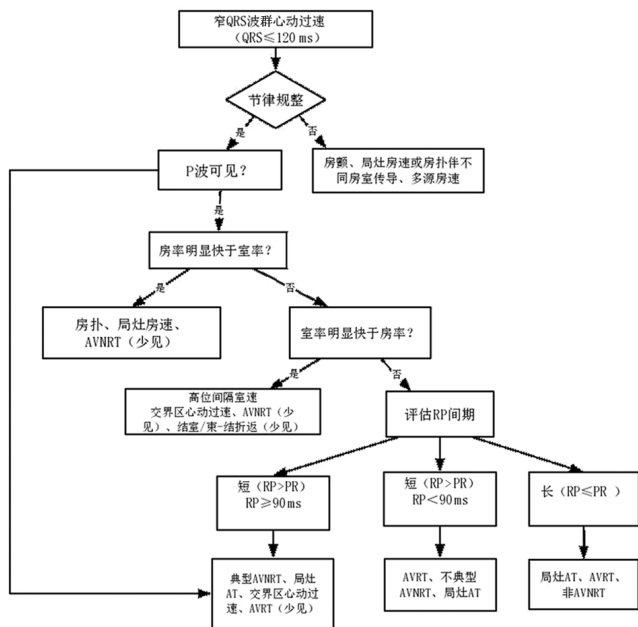 窄QRS波群心动过速
（QRS≤120 ms）
节律规整
是
否
P波可见？
房颤、局灶房速或房扑伴不
同房室传导、多源房速
是
房率明显快于室率？
是
否
房扑、局灶房速、
AVNRT（少见）
室率明显快于房率？
是
否
高位间隔室速
交界区心动过速、AVNRT（少
见）、结室/束-结折返（少见）
评估RP间期
短（RP>PR）
RP≥90ms
短（RP>PR）
RP＜90ms
长（RP≤PR ）
典型AVNRT、局灶
AT、交界区心动过
速、AVRT（少见）
AVRT、不典型
AVNRT、局灶AT
局灶AT、AVRT、
非AVNRT